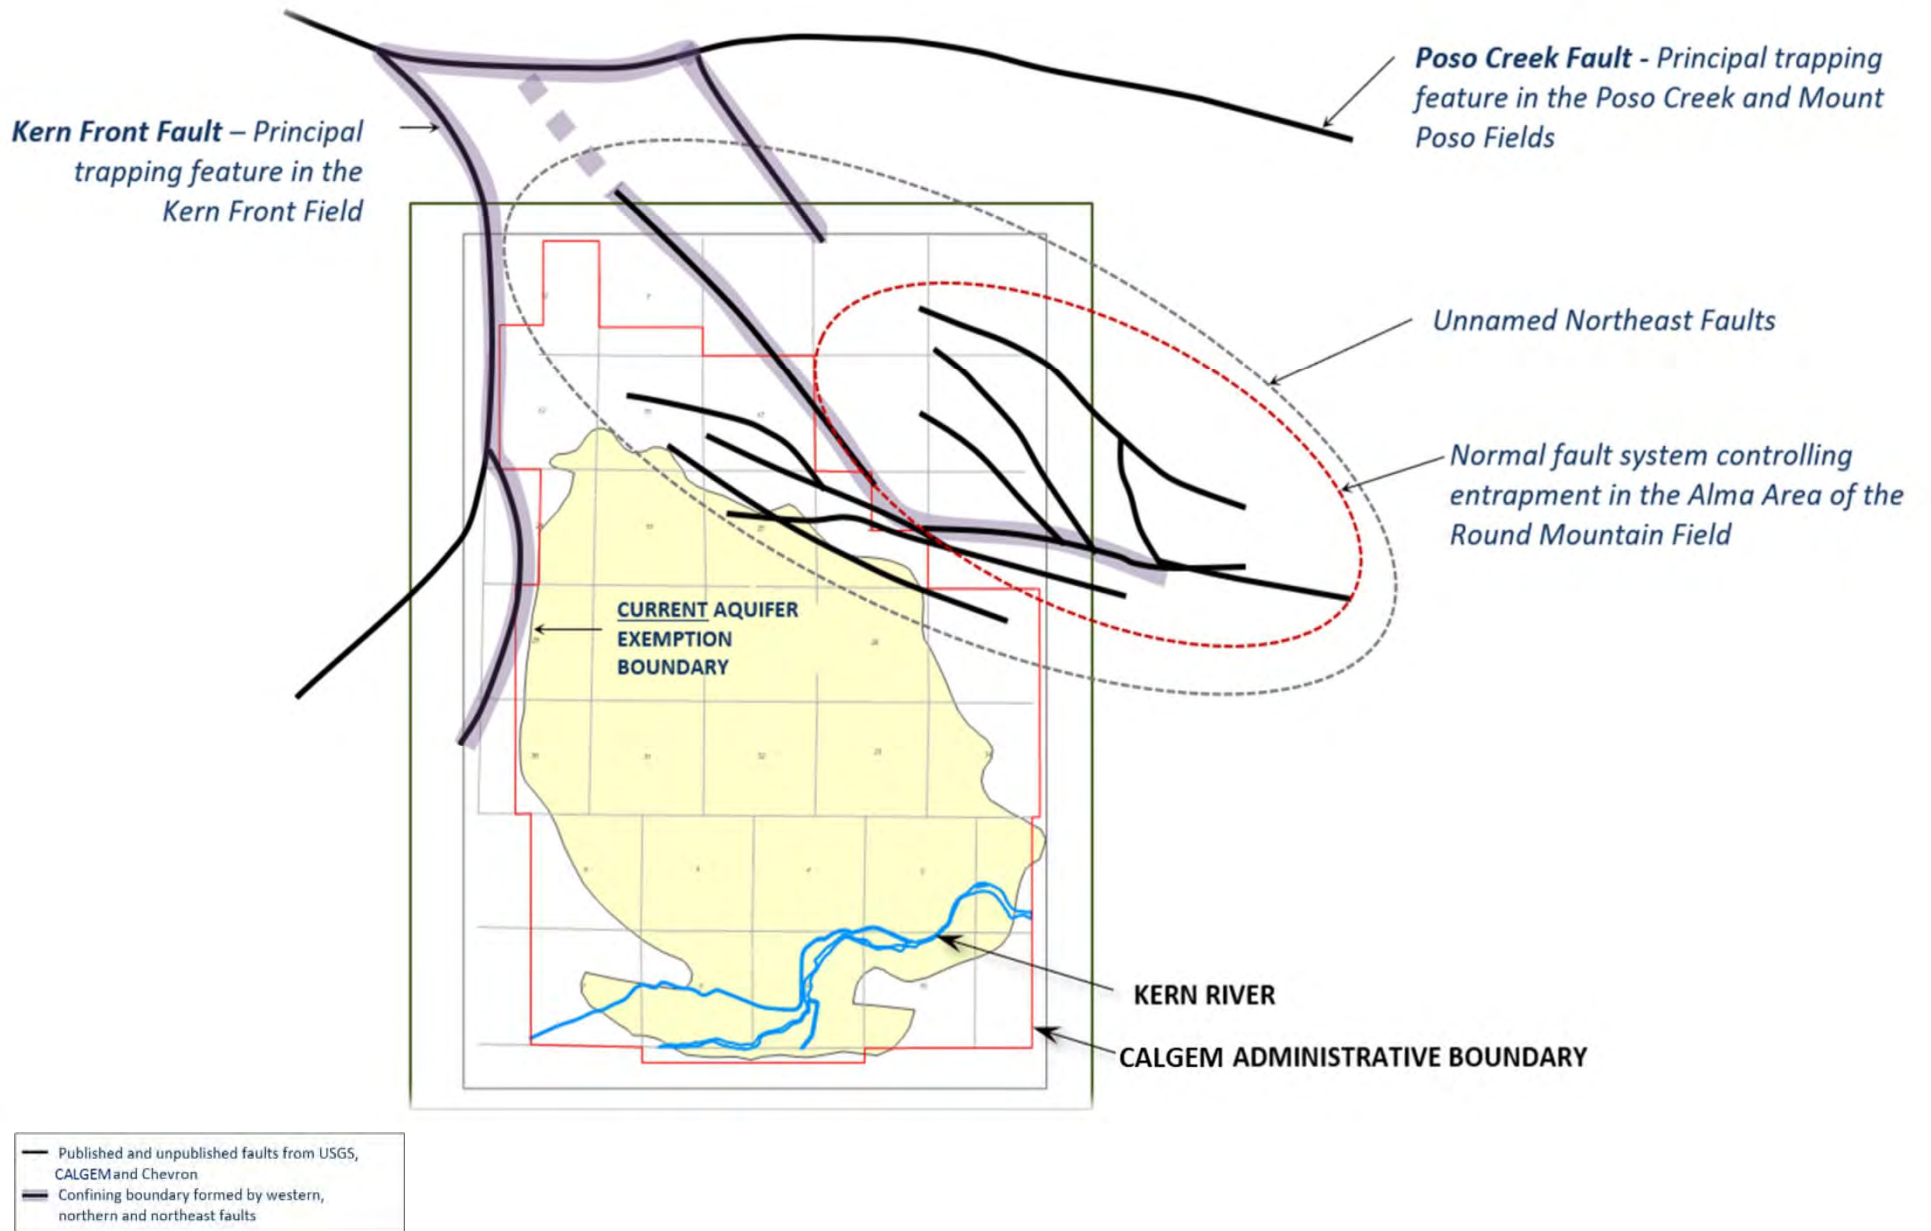 Poso Creek Fault - Principal trapping
feature in the Poso Creek and Mount
Poso Fields
Kern Front Fault – Principal
trapping feature in the
Kern Front Field
Unnamed Northeast Faults
Normal fault system controlling
entrapment in the Alma Area of the
Round Mountain Field
CURRENT AQUIFER
EXEMPTION
BOUNDARY
KERN RIVER
CALGEM ADMINISTRATIVE BOUNDARY
Published and unpublished faults from USGS,
CALGEM and Chevron
Confining boundary formed by western,
northern and northeast faults